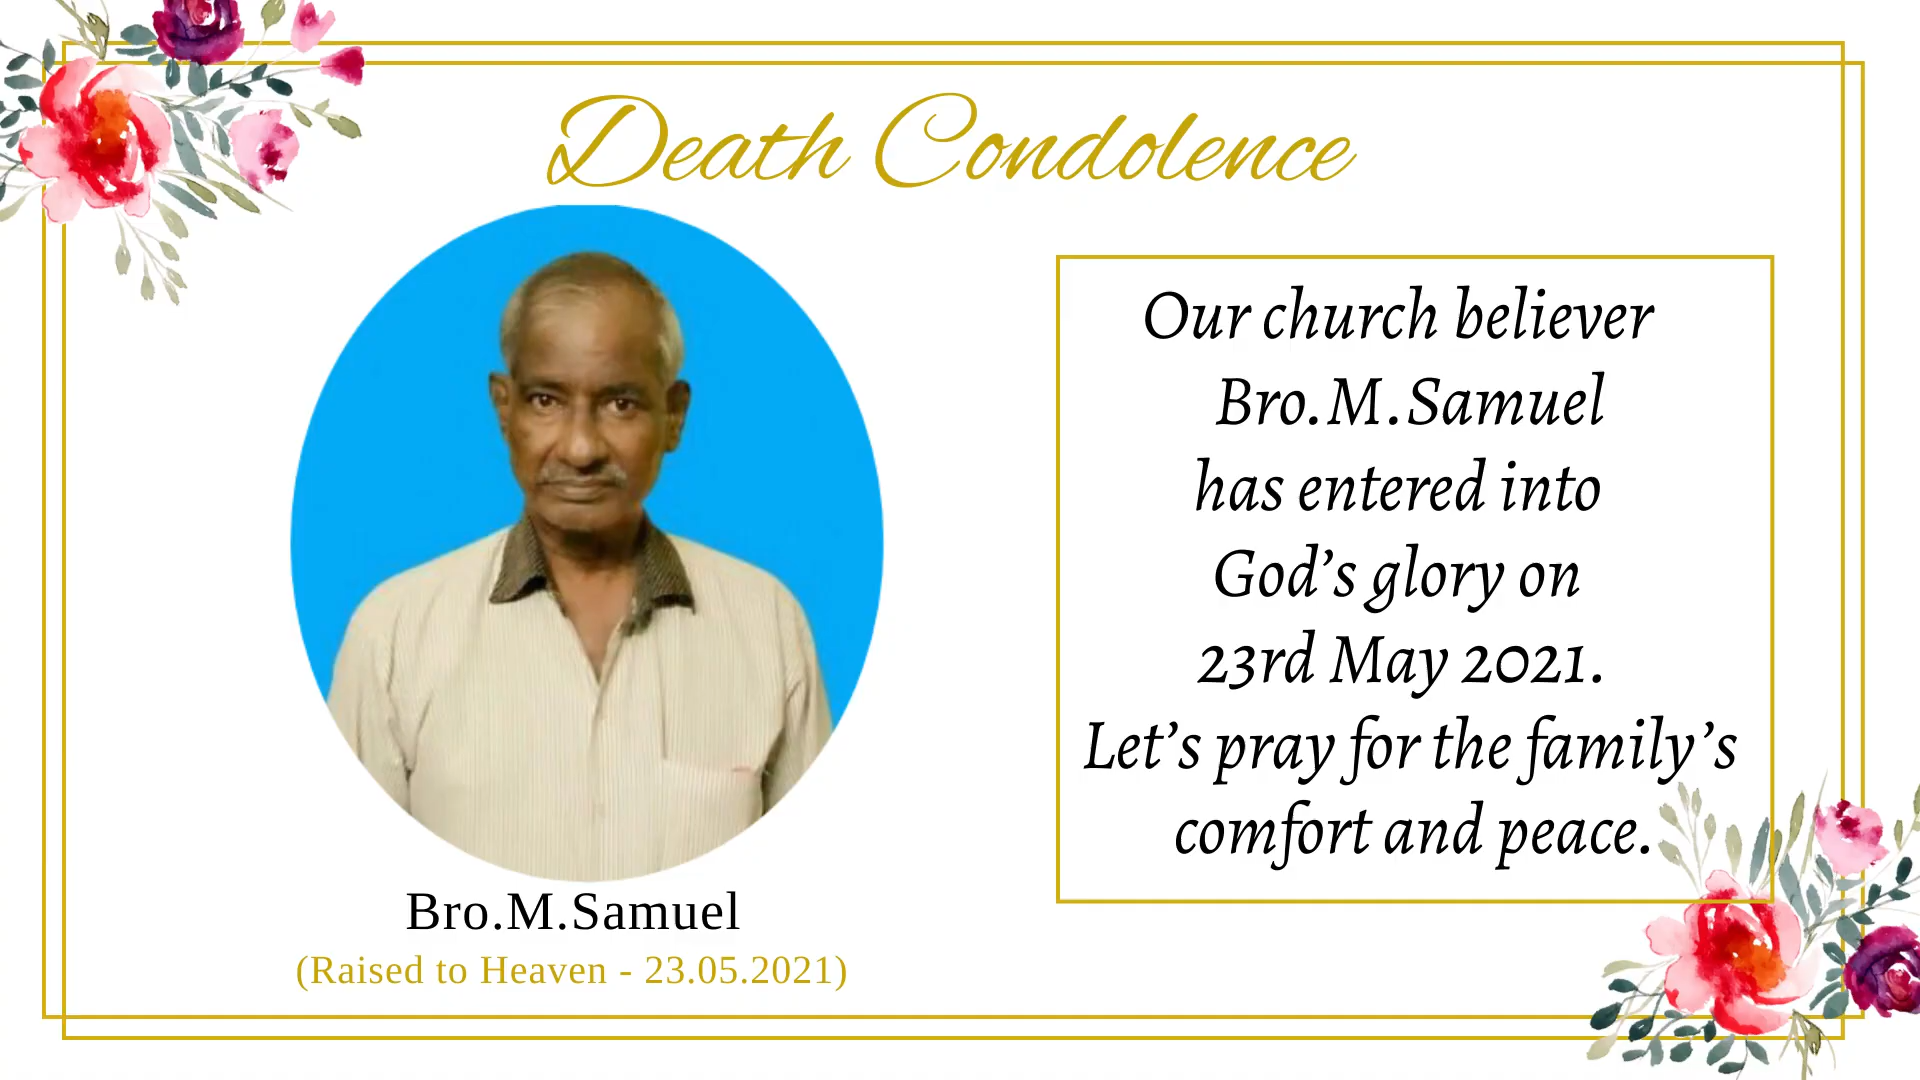 Death Condolence
Bro.M.Samuel
(Raised to Heaven - 23.05.2021)
Our church believer
Bro.M.Samuel
has entered into
God’s glory on
23rd May 2021.
Let’s pray for the family’s
comfort and peace.